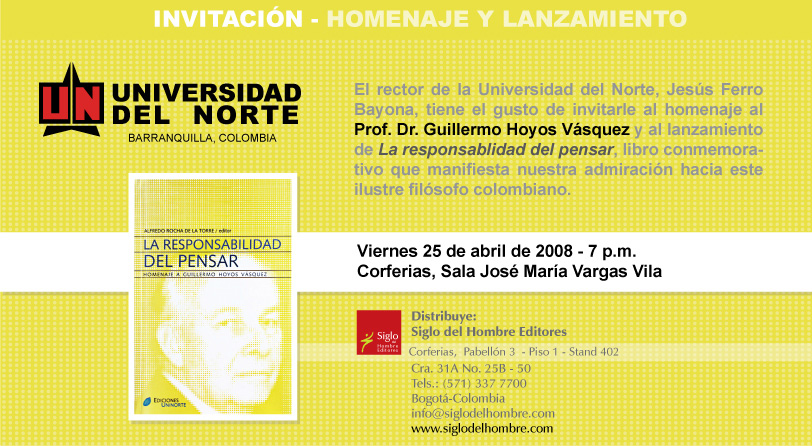 INVITACIÓN - HOMENAJE Y LANZAMIENTO
UN UNIVERSIDAD
DEL NORTE
BARRANQUILLA, COLOMBIA
El rector de la Universidad del Norte, Jesús Ferro
Bayona, tiene el gusto de invitarle al homenaje al
Prof. Dr. Guillermo Hoyos Vásquez y al lanzamiento
de La responsablidad del pensar, libro conmemora-
tivo que manifiesta nuestra admiración hacia este
ilustre filósofo colombiano.
ALFREDO ROCHA DE LA TORRE / editor
LA RESPONSABILIDAD
DEL PENSAR
HOMENAJE A GUILLERMO HOYOS VÁSQUEZ
EDICIONES
UNINORTE
Viernes 25 de abril de 2008 - 7 p.m.
Corferias, Sala José María Vargas Vila
Siglo
del
Hombre
Editores
Distribuye:
Siglo del Hombre Editores
Corferias, Pabellón 3 - Piso 1 - Stand 402
Cra. 31A No. 25B - 50
Tels.: (571) 337 7700
Bogotá-Colombia
info@siglodelhombre.com
www.siglodelhombre.com